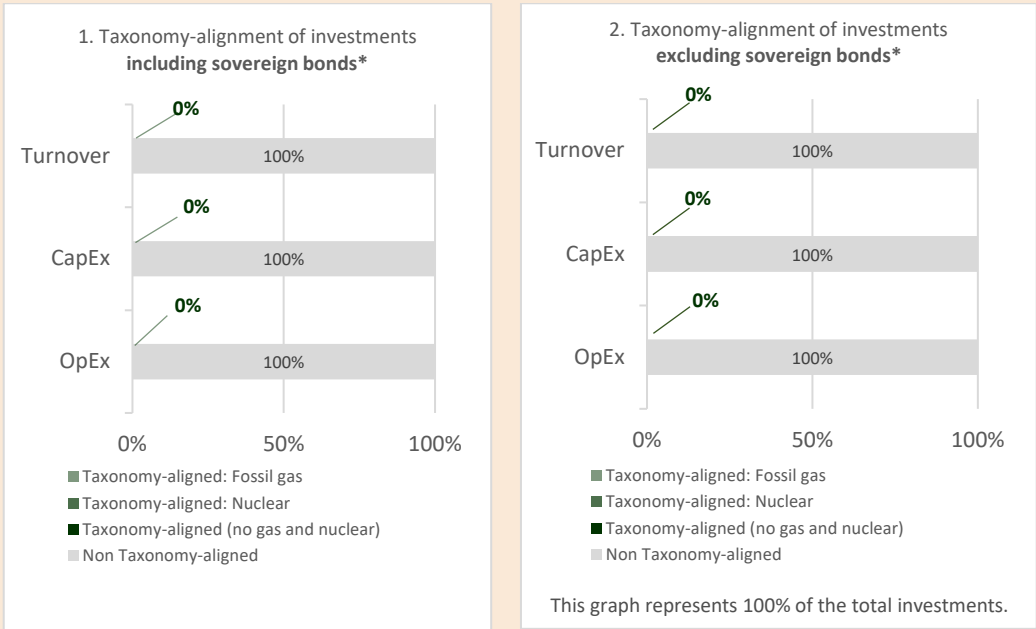 1. Taxonomy-alignment of investments
including sovereign bonds*
0%
Turnover
100%
0%
CapEx
100%
0%
OpEx
100%
0% 50% 100%
Taxonomy-aligned: Fossil gas
Taxonomy-aligned: Nuclear
Taxonomy-aligned (no gas and nuclear)
Non Taxonomy-aligned
2. Taxonomy-alignment of investments
excluding sovereign bonds*
0%
Turnover
100%
0%
CapEx
100%
0%
OpEx
100%
0% 50% 100%
Taxonomy-aligned: Fossil gas
Taxonomy-aligned: Nuclear
Taxonomy-aligned (no gas and nuclear)
Non Taxonomy-aligned
This graph represents 100% of the total investments.